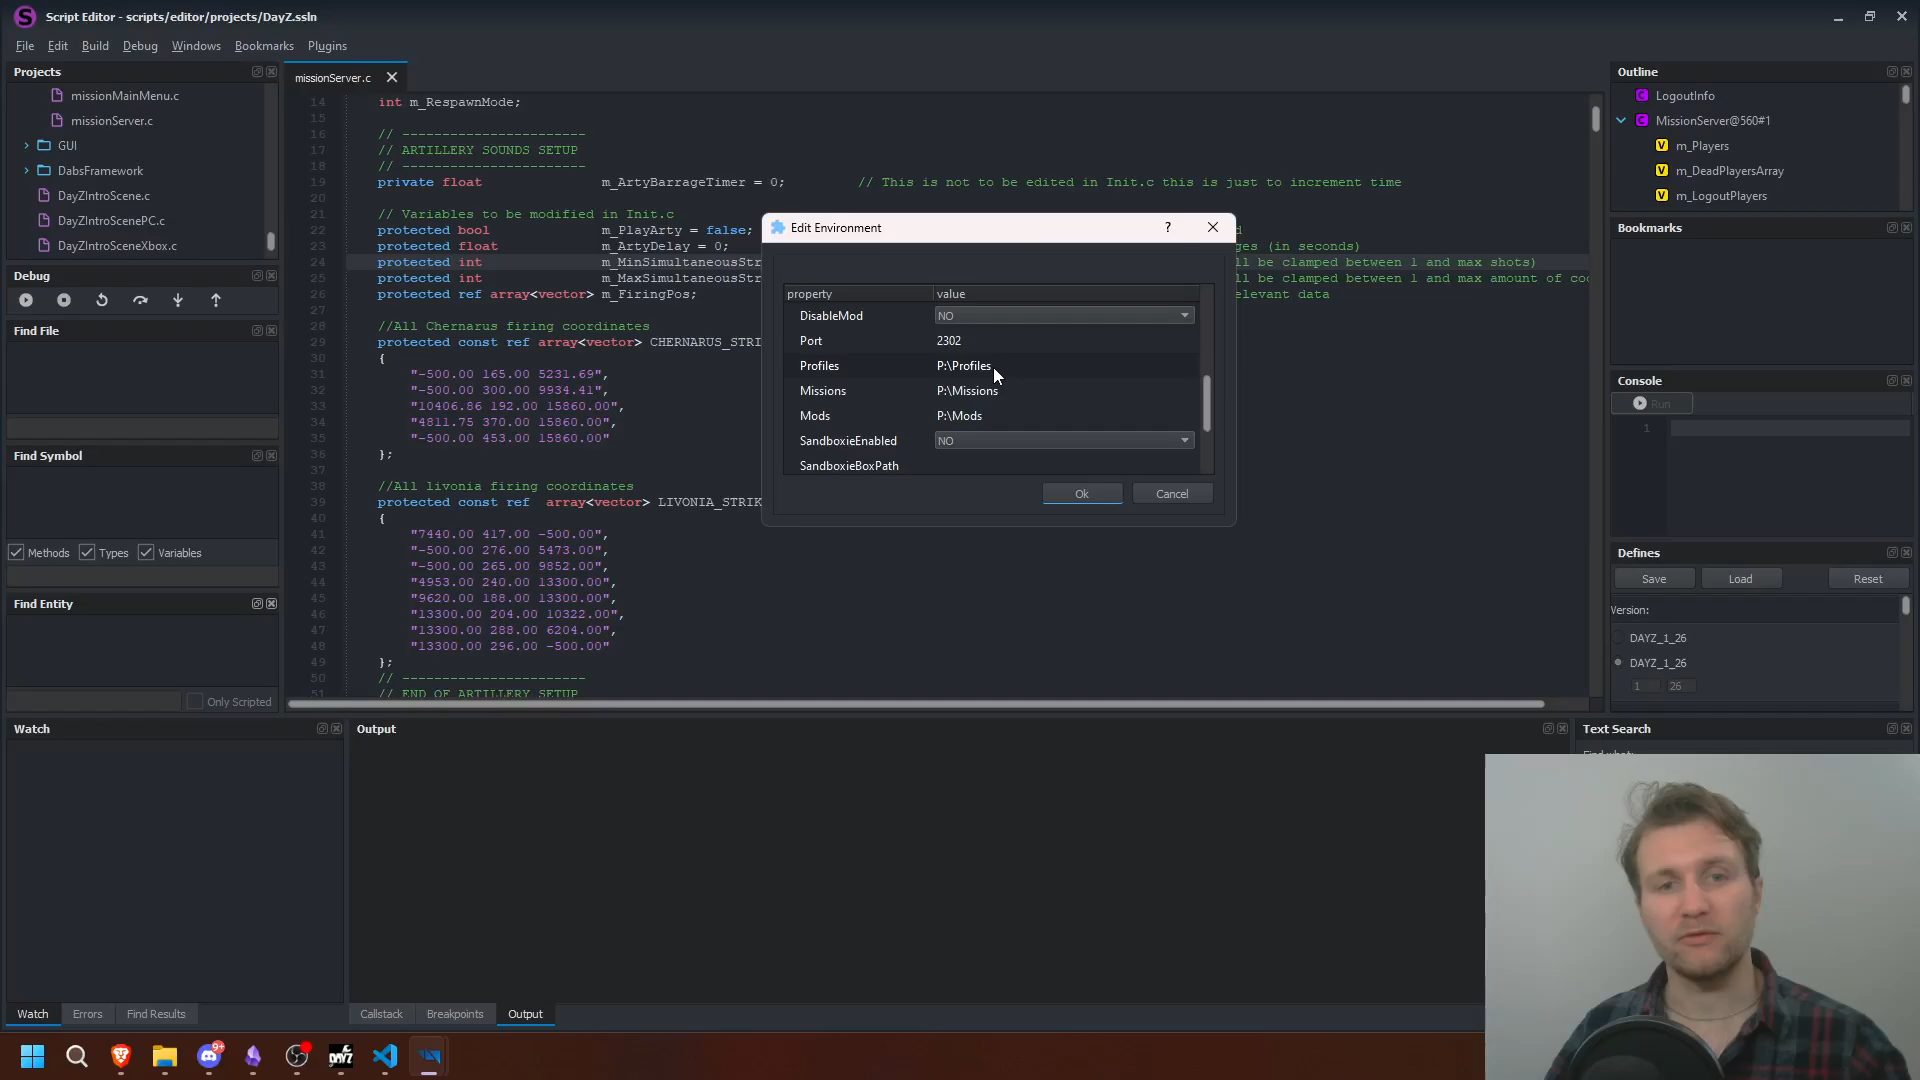 Script Editor - scripts/editor/projects/DayZ.ssln
File Edit Build Debug Windows Bookmarks Plugins
Projects
missionMainMenu.c
missionServer.c
GUI
DabsFramework
DayZIntroScene.c
DayZIntroScenePC.c
DayZIntroSceneXbox.c
Debug
Find File
Find Symbol
Methods Types Variables
Find Entity
Only Scripted
missionServer.c
14 int m_RespawnMode;
15
16 // -----------------------
17 // ARTILLERY SOUNDS SETUP
18 // -----------------------
19 private float m_ArtyBarrageTimer = 0; // This is not to be edited in Init.c this is just to increment time
20
21 // Variables to be modified in Init.c
22 protected bool m_PlayArty = false;
23 protected float m_ArtyDelay = 0; ges (in seconds)
24 protected int m_MinSimultaneousStr ll be clamped between 1 and max shots)
25 protected int m_MaxSimultaneousStr ll be clamped between 1 and max amount of coo
26 protected ref array<vector> m_FiringPos; elevant data
27
28 //All Chernarus firing coordinates
29 protected const ref array<vector> CHERNARUS_STRI
30 {
31 "-500.00 165.00 5231.69",
32 "-500.00 300.00 9934.41",
33 "10406.86 192.00 15860.00",
34 "4811.75 370.00 15860.00",
35 "-500.00 453.00 15860.00"
36 };
37
38 //All livonia firing coordinates
39 protected const ref array<vector> LIVONIA_STRIK
40 {
41 "7440.00 417.00 -500.00",
42 "-500.00 276.00 5473.00",
43 "-500.00 265.00 9852.00",
44 "4953.00 240.00 13300.00",
45 "9620.00 188.00 13300.00",
46 "13300.00 204.00 10322.00",
47 "13300.00 288.00 6204.00",
48 "13300.00 296.00 -500.00"
49 };
50 // -----------------------
51 // END OF ARTILLERY SETUP
Edit Environment ?
property value
DisableMod NO
Port 2302
Profiles P:\Profiles
Missions P:\Missions
Mods P:\Mods
SandboxieEnabled NO
SandboxieBoxPath
Ok Cancel
Outline
LogoutInfo
MissionServer@560#1
m_Players
m_DeadPlayersArray
m_LogoutPlayers
Bookmarks
Console
Run
1
Defines
Save Load Reset
Version:
DAYZ_1_26
DAYZ_1_26
1 26
Watch
Output
Text Search
Watch Errors Find Results
Callstack Breakpoints Output
9+
DAYZ